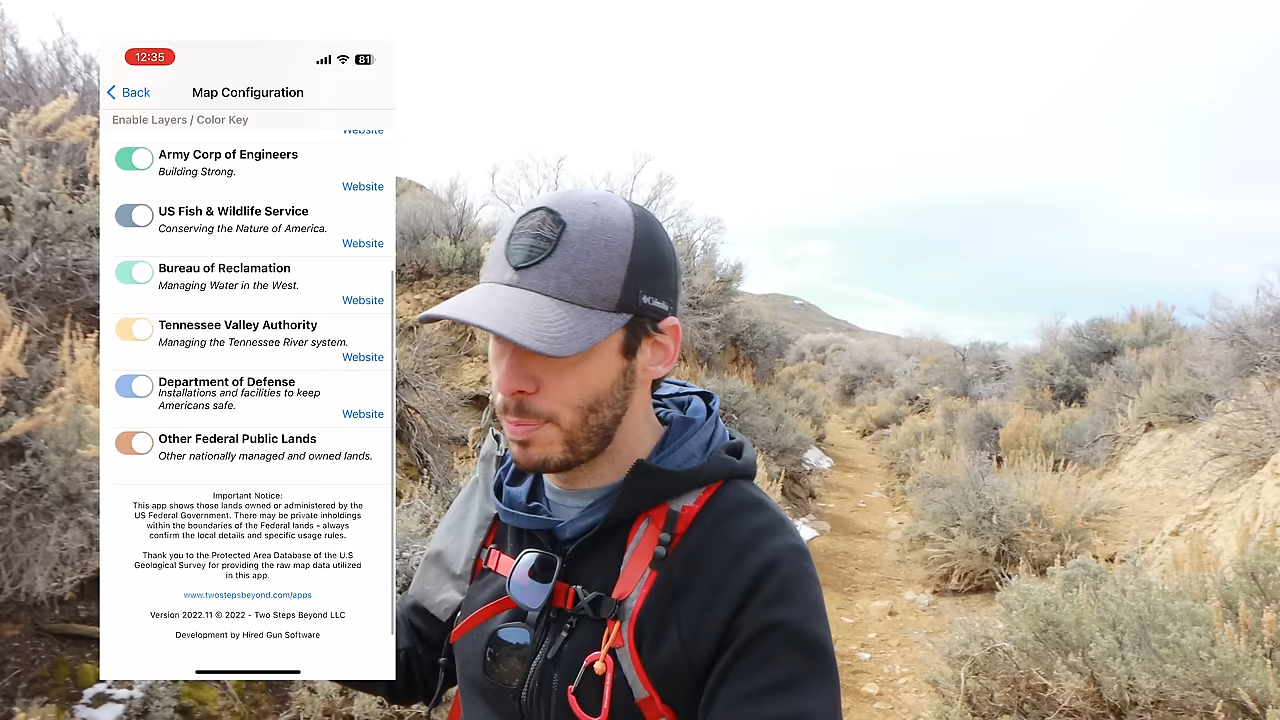 12:35
81
Back
Map Configuration
Enable Layers / Color Key
Website
Army Corp of Engineers
Building Strong.
Website
US Fish & Wildlife Service
Conserving the Nature of America.
Website
Bureau of Reclamation
Managing Water in the West.
Website
Tennessee Valley Authority
Managing the Tennessee River system.
Website
Department of Defense
Installations and facilities to keep
Americans safe.
Website
Other Federal Public Lands
Other nationally managed and owned lands.
Important Notice:
This app shows those lands owned or administered by the
US Federal Government. There may be private inholdings
within the boundaries of the Federal lands - always
confirm the local details and specific usage rules.
Thank you to the Protected Area Database of the U.S
Geological Survey for providing the raw map data utilized
in this app.
www.twostepsbeyond.com/apps
Version 2022.11 © 2022 - Two Steps Beyond LLC
Development by Hired Gun Software
Columbia